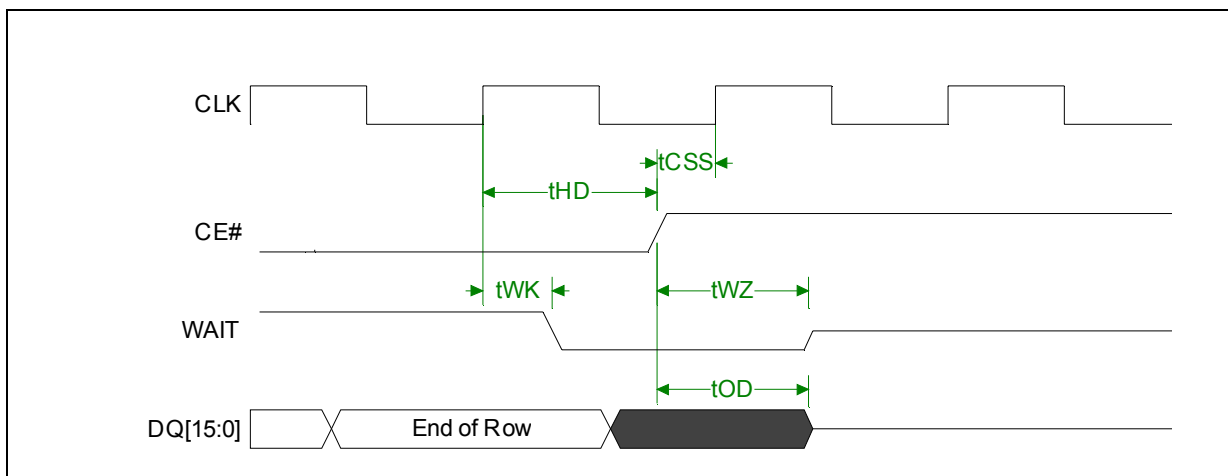 CLK
tCSS
tHD
CE#
tWK
tWZ
WAIT
tOD
DQ[15:0]
End of Row